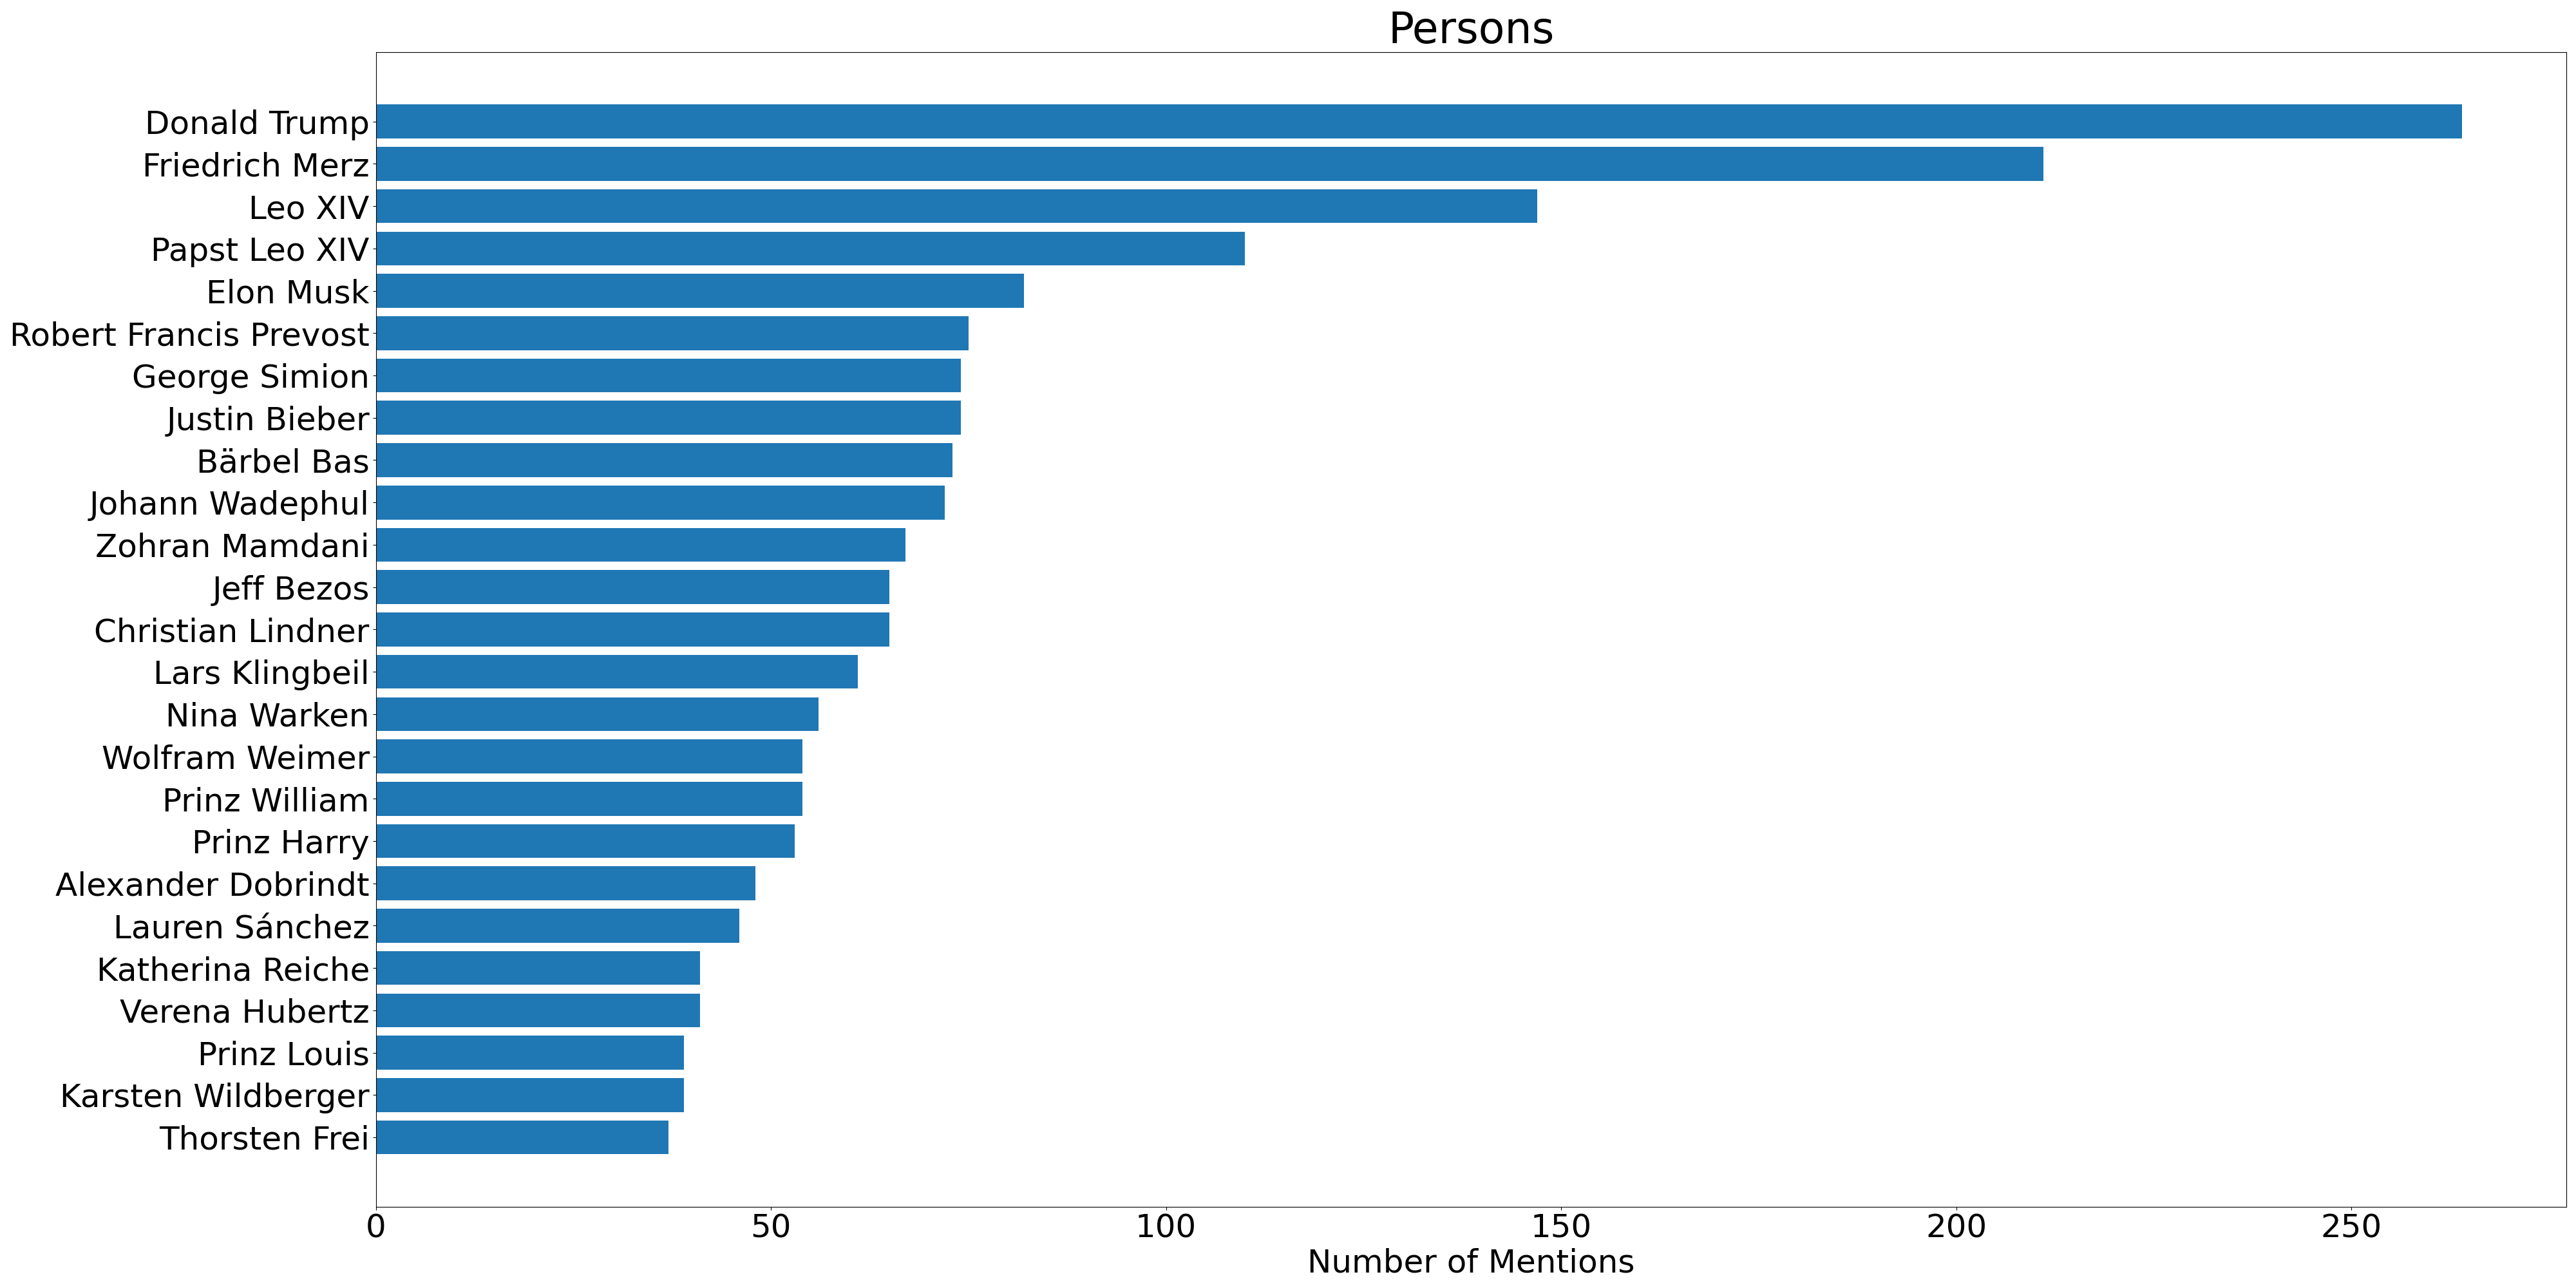 Persons
Donald Trump
Friedrich Merz
Leo XIV
Papst Leo XIV
Elon Musk
Robert Francis Prevost
George Simion
Justin Bieber
Bärbel Bas
Johann Wadephul
Zohran Mamdani
Jeff Bezos
Christian Lindner
Lars Klingbeil
Nina Warken
Wolfram Weimer
Prinz William
Prinz Harry
Alexander Dobrindt
Lauren Sánchez
Katherina Reiche
Verena Hubertz
Prinz Louis
Karsten Wildberger
Thorsten Frei
0 50 100 150 200 250
Number of Mentions